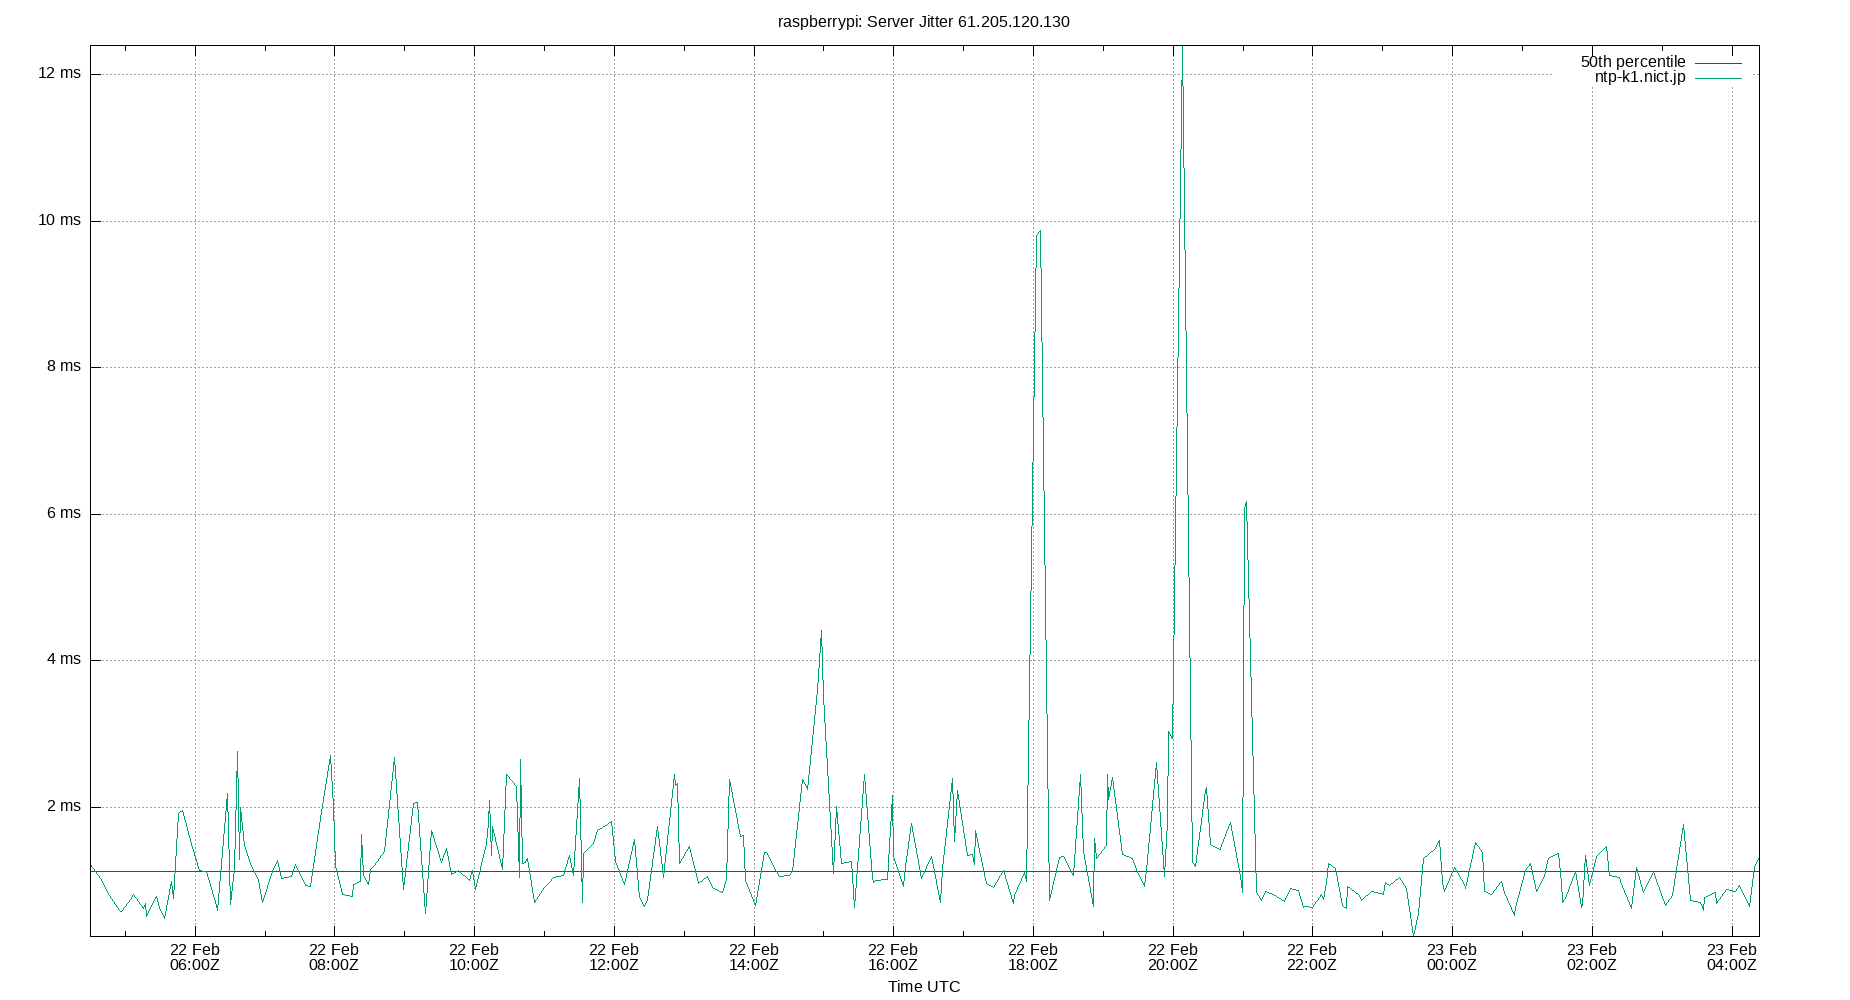 raspberrypi: Server Jitter 61.205.120.130
12 ms
10 ms
8 ms
6 ms
4 ms
2 ms
50th percentile
ntp-k1.nict.jp
22 Feb 22 Feb 22 Feb 22 Feb 22 Feb 22 Feb 22 Feb 22 Feb 22 Feb 23 Feb 23 Feb 23 Feb
06:00Z 08:00Z 10:00Z 12:00Z 14:00Z 16:00Z 18:00Z 20:00Z 22:00Z 00:00Z 02:00Z 04:00Z
Time UTC